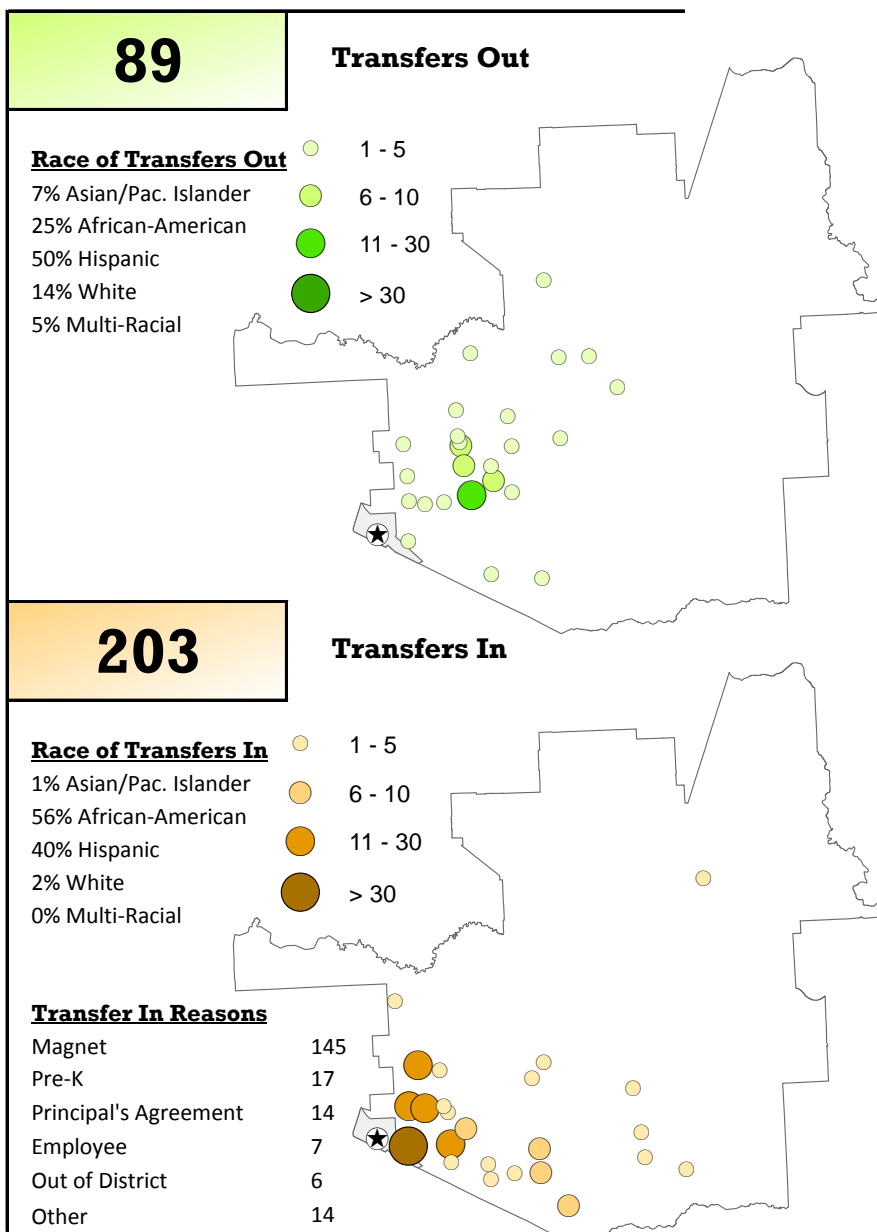 89
Transfers Out
Race of Transfers Out
7% Asian/Pac. Islander
25% African-American
50% Hispanic
14% White
5% Multi-Racial
1 - 5
6 - 10
11 - 30
> 30
203
Transfers In
Race of Transfers In
1% Asian/Pac. Islander
56% African-American
40% Hispanic
2% White
0% Multi-Racial
1 - 5
6 - 10
11 - 30
> 30
Transfer In Reasons
Magnet 145
Pre-K 17
Principal's Agreement 14
Employee 7
Out of District 6
Other 14